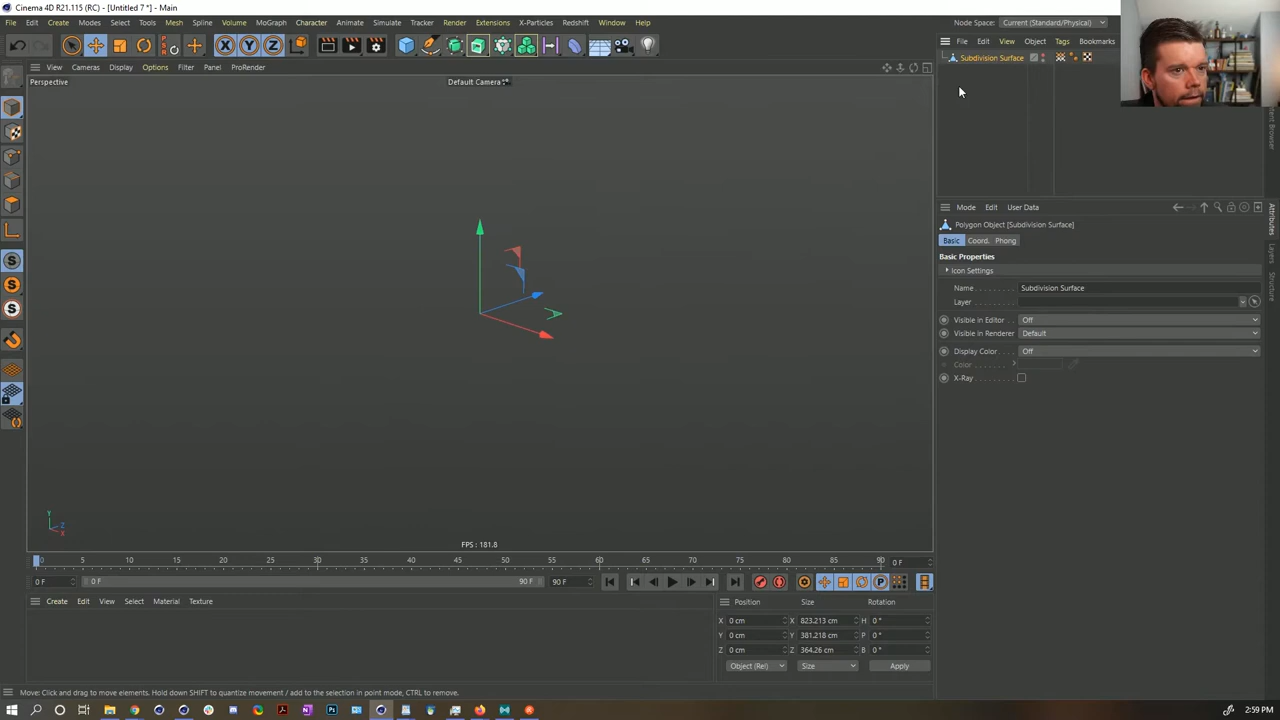 Cinema 4D R21.115 (RC) - [Untitled 7 *] - Main
File Edit Create Modes Select Tools Mesh Spline Volume MoGraph Character Animate Simulate Tracker Render Extensions X-Particles Redshift Window Help
Node Space: Current (Standard/Physical)
File Edit View Object Tags Bookmarks
View Cameras Display Options Filter Panel ProRender
Subdivision Surface
Perspective
Default Camera
Content Browser
Mode Edit User Data
Attributes
Layers
Structure
Polygon Object [Subdivision Surface]
Basic Coord. Phong
Basic Properties
Icon Settings
Name Subdivision Surface
Layer
Visible in Editor Off
Visible in Renderer Default
Display Color Off
Color
X-Ray
Y
Z
X
FPS : 181.8
0 5 10 15 20 25 30 35 40 45 50 55 60 65 70 75 80 85 90 0 F
0 F 0 F 90 F 90 F
Create Edit View Select Material Texture
Position Size Rotation
X 0 cm X 823.213 cm H 0 °
Y 0 cm Y 381.218 cm P 0 °
Z 0 cm Z 364.26 cm B 0 °
Object (Rel) Size Apply
Move: Click and drag to move elements. Hold down SHIFT to quantize movement / add to the selection in point mode, CTRL to remove.
2:59 PM